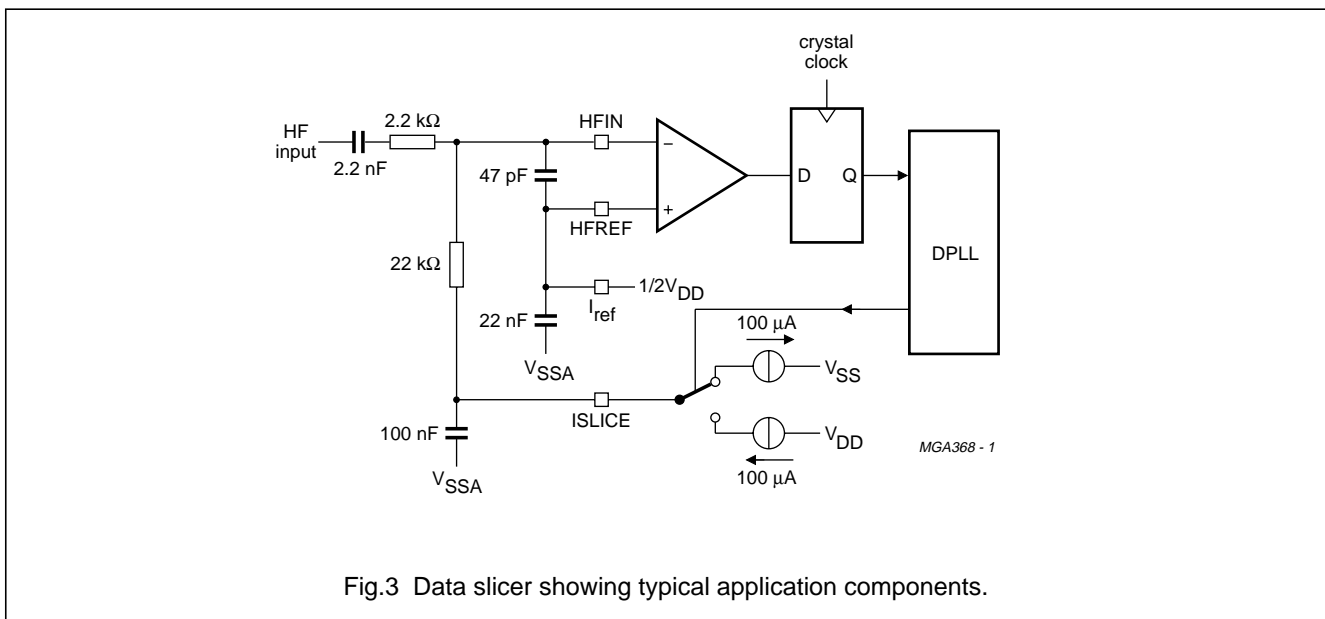 crystal
clock
HF
input
2.2 nF
2.2 kΩ
HFIN
−
47 pF
+
HFREF
D
Q
DPLL
22 kΩ
1/2VDD
Iref
22 nF
VSSA
100 μA
VSS
ISLICE
100 nF
VSSA
VDD
100 μA
MGA368 - 1
Fig.3 Data slicer showing typical application components.